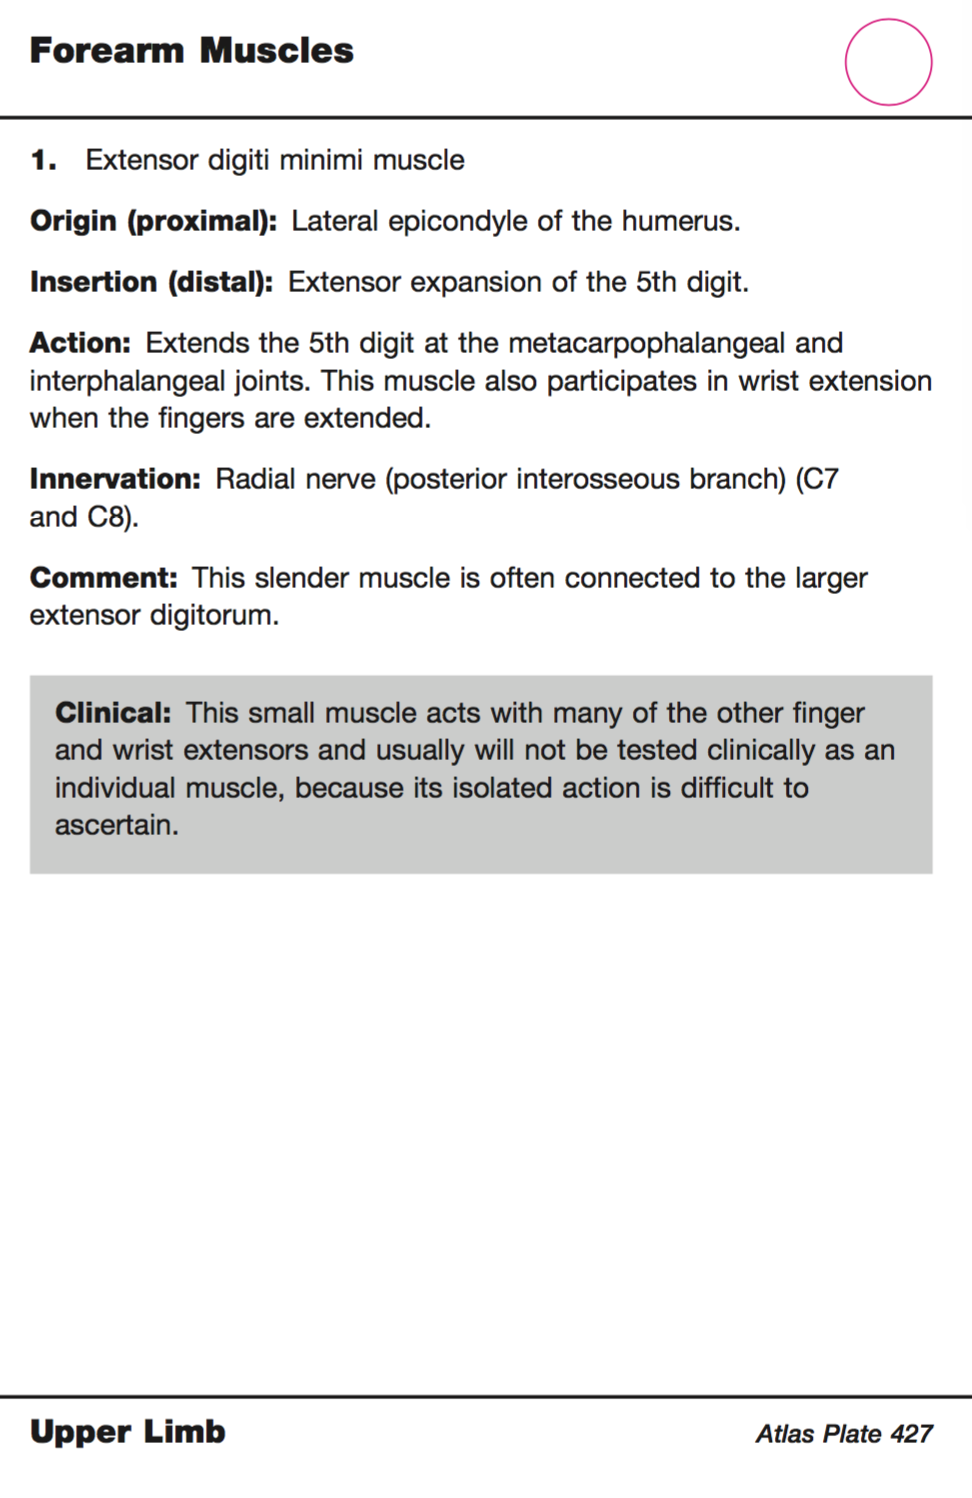 Forearm Muscles
1. Extensor digiti minimi muscle
Origin (proximal): Lateral epicondyle of the humerus.
Insertion (distal): Extensor expansion of the 5th digit.
Action: Extends the 5th digit at the metacarpophalangeal and
interphalangeal joints. This muscle also participates in wrist extension
when the fingers are extended.
Innervation: Radial nerve (posterior interosseous branch) (C7
and C8).
Comment: This slender muscle is often connected to the larger
extensor digitorum.
Clinical: This small muscle acts with many of the other finger
and wrist extensors and usually will not be tested clinically as an
individual muscle, because its isolated action is difficult to
ascertain.
Upper Limb
Atlas Plate 427